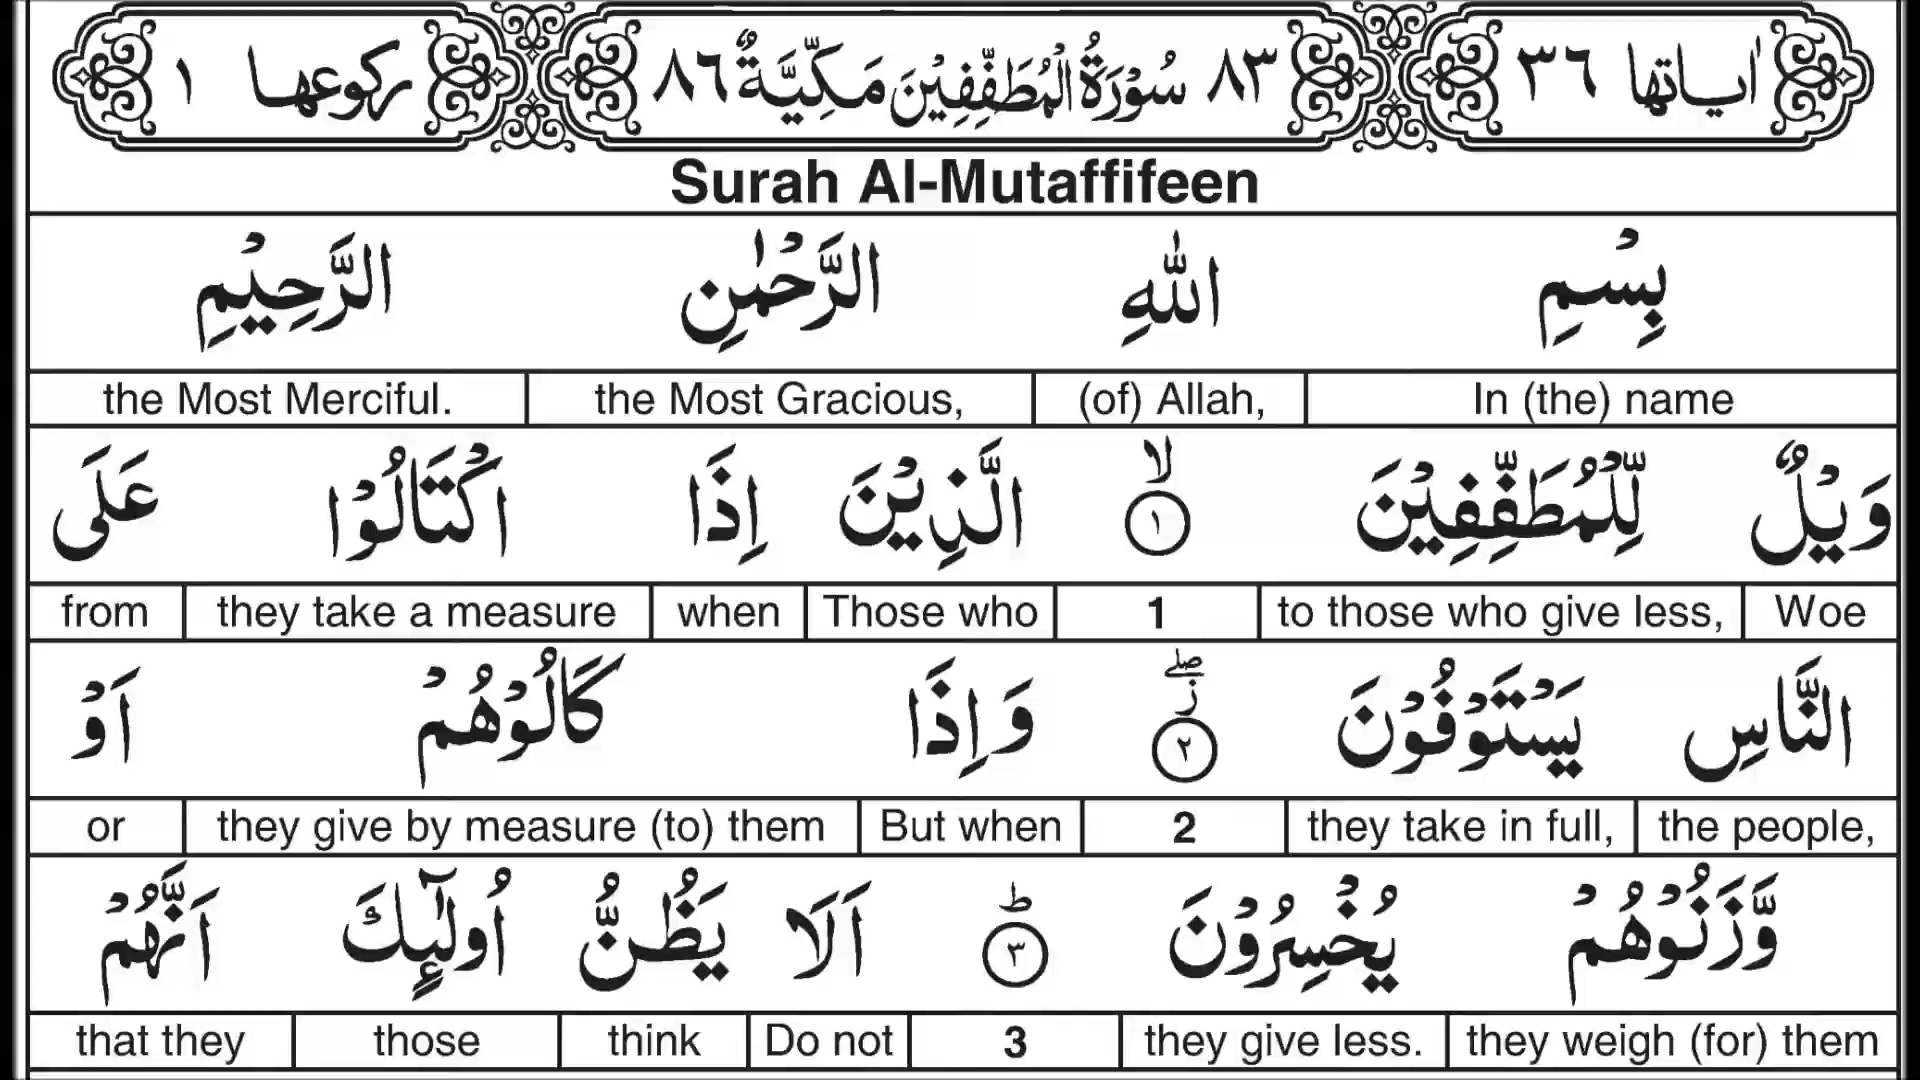 اٰياتها ٣٦ ٨٣ سُوْرَةُ الْمُطَفِّفِيْنَ مَكِّيَّةٌ ٨٦ ركوعها ١
Surah Al-Mutaffifeen
بِسْمِ اللّٰهِ الرَّحْمٰنِ الرَّحِيْمِ
In (the) name (of) Allah, the Most Gracious, the Most Merciful.
وَيْلٌ لِّلْمُطَفِّفِيْنَ ۙ ١ الَّذِيْنَ اِذَا اكْتَالُوْا عَلَى
Woe to those who give less, 1 Those who when they take a measure from
النَّاسِ يَسْتَوْفُوْنَ ۖ ز ٢ وَاِذَا كَالُوْهُمْ اَوْ
the people, they take in full, 2 But when they give by measure (to) them or
وَّزَنُوْهُمْ يُخْسِرُوْنَ ؕ ٣ اَلَا يَظُنُّ اُولٰٓئِكَ اَنَّهُمْ
they weigh (for) them they give less. 3 Do not think those that they